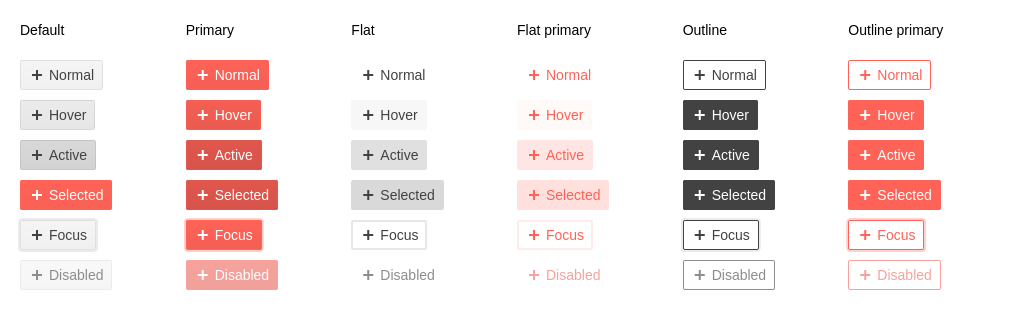 Default Primary Flat Flat primary Outline Outline primary
+ Normal + Normal + Normal + Normal + Normal + Normal
+ Hover + Hover + Hover + Hover + Hover + Hover
+ Active + Active + Active + Active + Active + Active
+ Selected + Selected + Selected + Selected + Selected + Selected
+ Focus + Focus + Focus + Focus + Focus + Focus
+ Disabled + Disabled + Disabled + Disabled + Disabled + Disabled